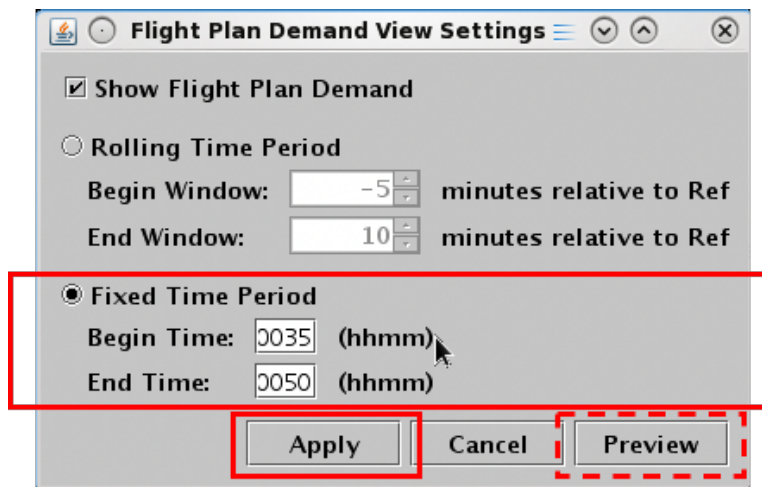 Flight Plan Demand View Settings
Show Flight Plan Demand
Rolling Time Period
Begin Window: -5 minutes relative to Ref
End Window: 10 minutes relative to Ref
Fixed Time Period
Begin Time: 0035 (hhmm)
End Time: 0050 (hhmm)
Apply Cancel Preview